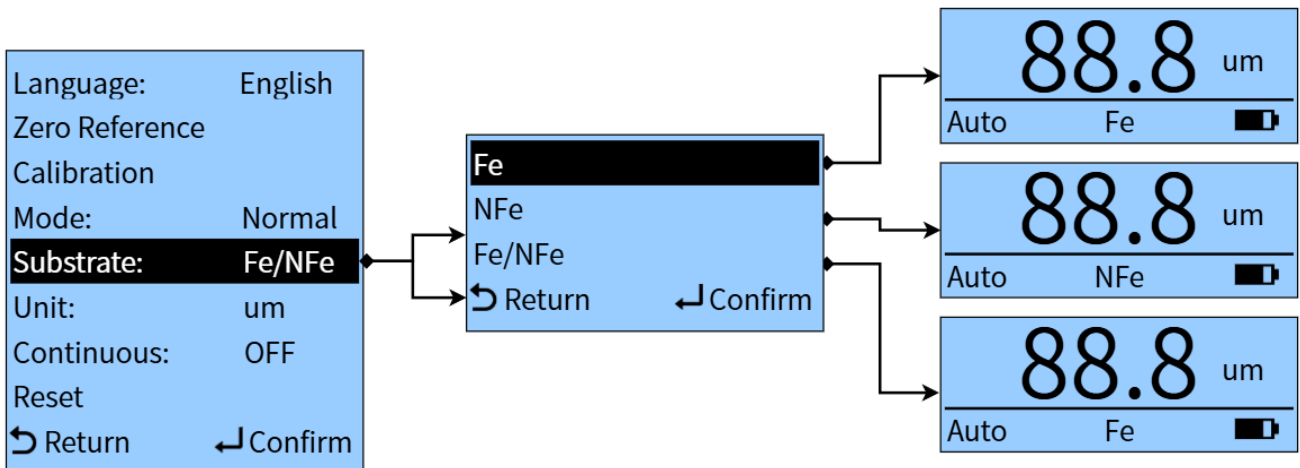 Language: English
Zero Reference
Calibration
Mode: Normal
Substrate: Fe/NFe
Unit: um
Continuous: OFF
Reset
Return Confirm
Fe
NFe
Fe/NFe
Return Confirm
88.8 um
Auto Fe
88.8 um
Auto NFe
88.8 um
Auto Fe